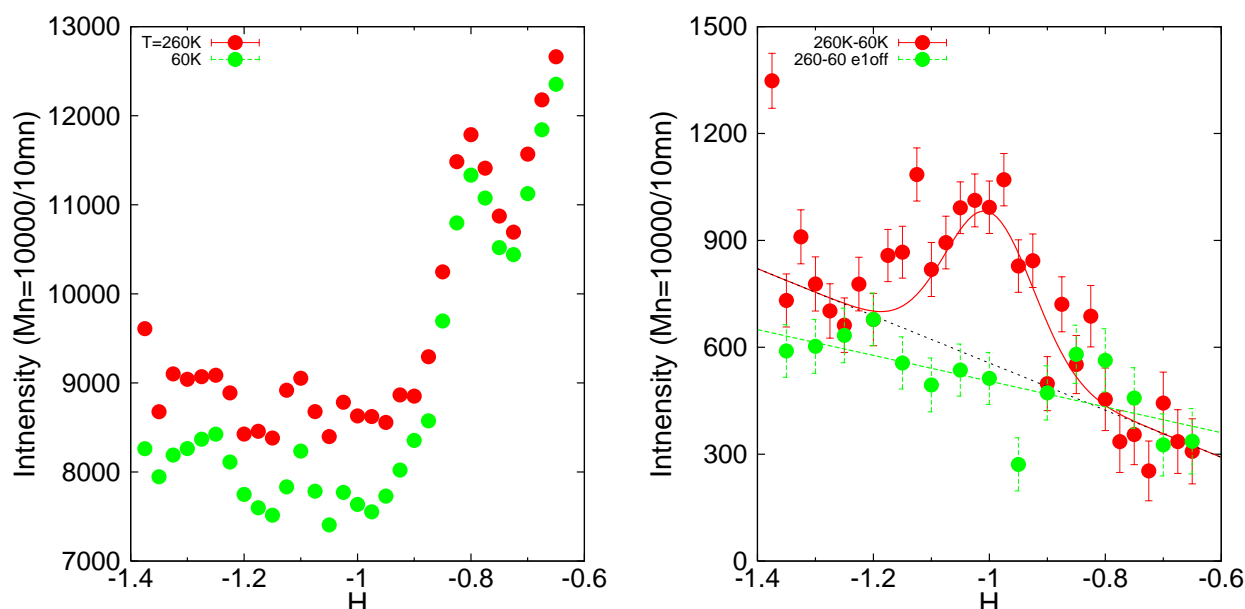 Intnensity (Mn=10000/10mn)
13000
12000
11000
10000
9000
8000
7000
T=260K
60K
-1.4 -1.2 -1 -0.8 -0.6
H
Intnensity (Mn=10000/10mn)
1500
1200
900
600
300
0
260K-60K
260-60 e1off
-1.4 -1.2 -1 -0.8 -0.6
H